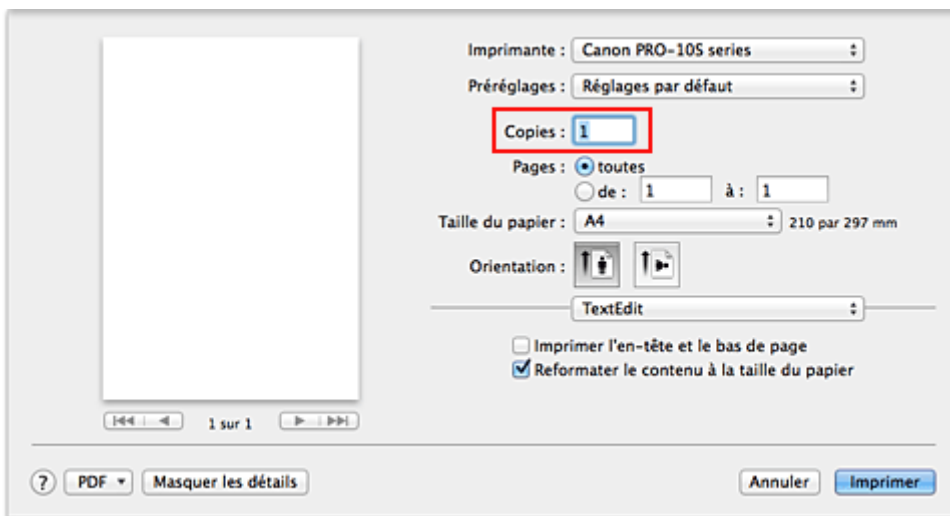 Imprimante : Canon PRO-10S series
Préréglages : Réglages par défaut
Copies : 1
Pages : toutes
de : 1 à : 1
Taille du papier : A4 210 par 297 mm
Orientation :
TextEdit
Imprimer l'en-tête et le bas de page
Reformater le contenu à la taille du papier
1 sur 1
? PDF Masquer les détails Annuler Imprimer